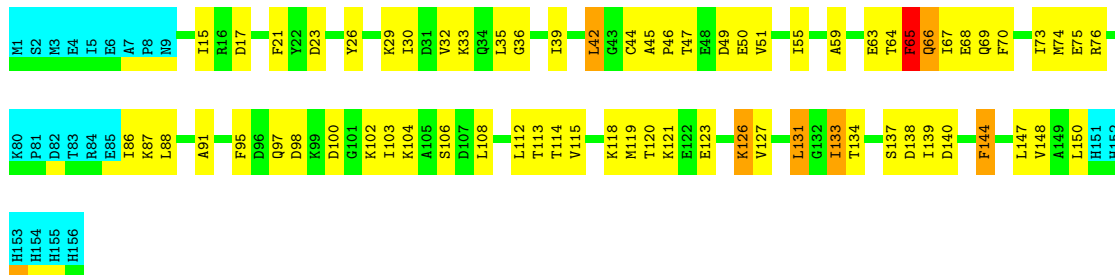 M1 S2 M3 E4 I5 E6 A7 P8 N9 I15 R16 D17 F21 Y22 D23 Y26 K29 I30 D31 V32 K33 Q34 L35 G36 I39 L42 G43 C44 A45 P46 T47 E48 D49 E50 V51 I55 A59 E63 T64 F65 Q66 I67 E68 Q69 F70 I73 M74 E75 R76
K80 P81 D82 T83 R84 E85 I86 K87 L88 A91 F95 D96 Q97 D98 K99 D100 G101 K102 I103 K104 A105 S106 D107 L108 L112 T113 T114 V115 K118 M119 T120 K121 E122 E123 K126 V127 L131 G132 I133 T134 S137 D138 I139 D140 F144 L147 V148 A149 L150 H151 H152
H153 H154 H155 H156